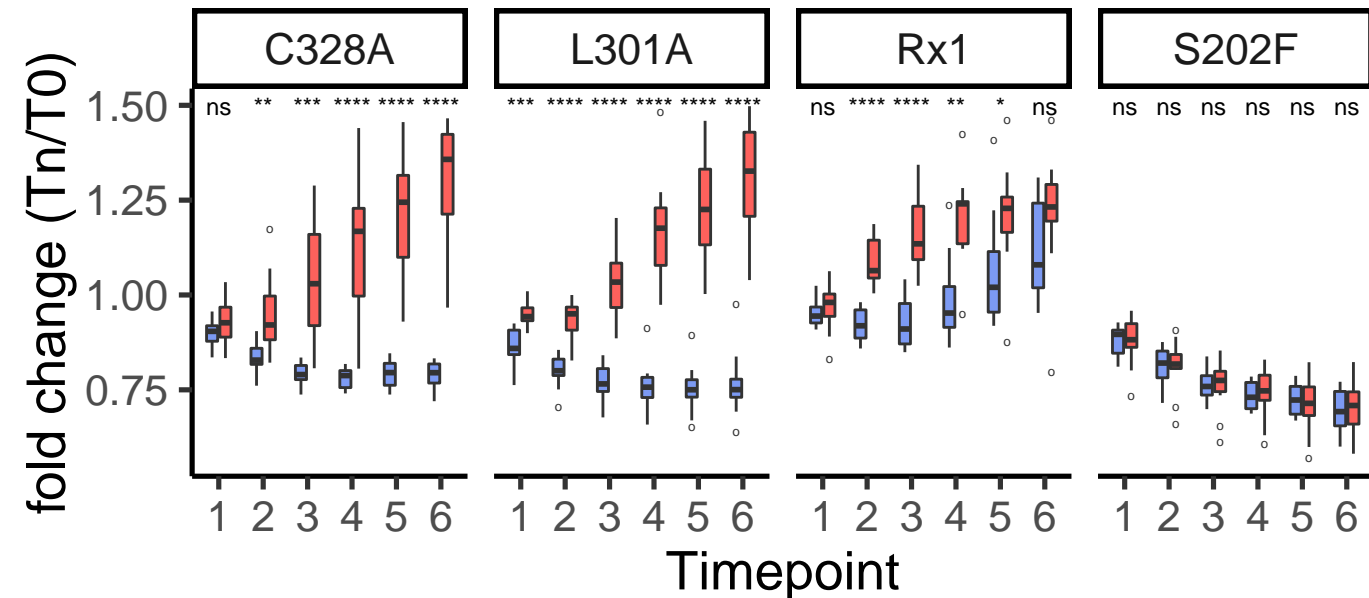 C328A L301A Rx1 S202F
ns ** *** **** **** **** *** **** **** **** **** **** ns **** **** ** * ns ns ns ns ns ns ns
fold change (Tn/T0)
1.50
1.25
1.00
0.75
1 2 3 4 5 6 1 2 3 4 5 6 1 2 3 4 5 6 1 2 3 4 5 6
Timepoint